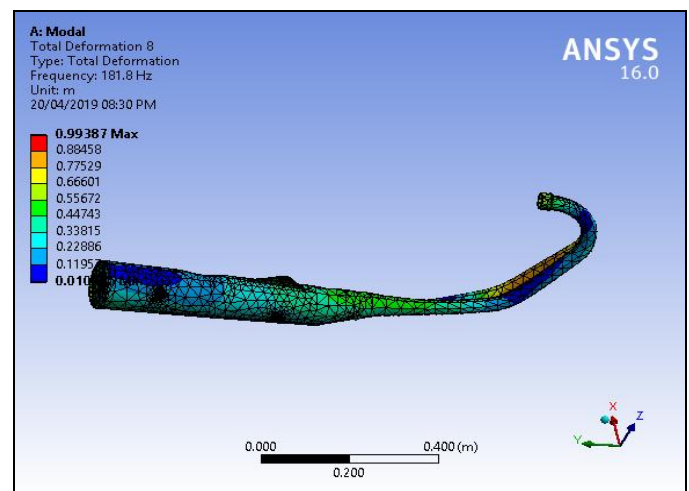 A: Modal
Total Deformation 8
Type: Total Deformation
Frequency: 181.8 Hz
Unit: m
20/04/2019 08:30 PM
ANSYS
16.0
0.99387 Max
0.88458
0.77529
0.66601
0.55672
0.44743
0.33815
0.22886
0.11957
X
Z
Y
0.000
0.400 (m)
0.200